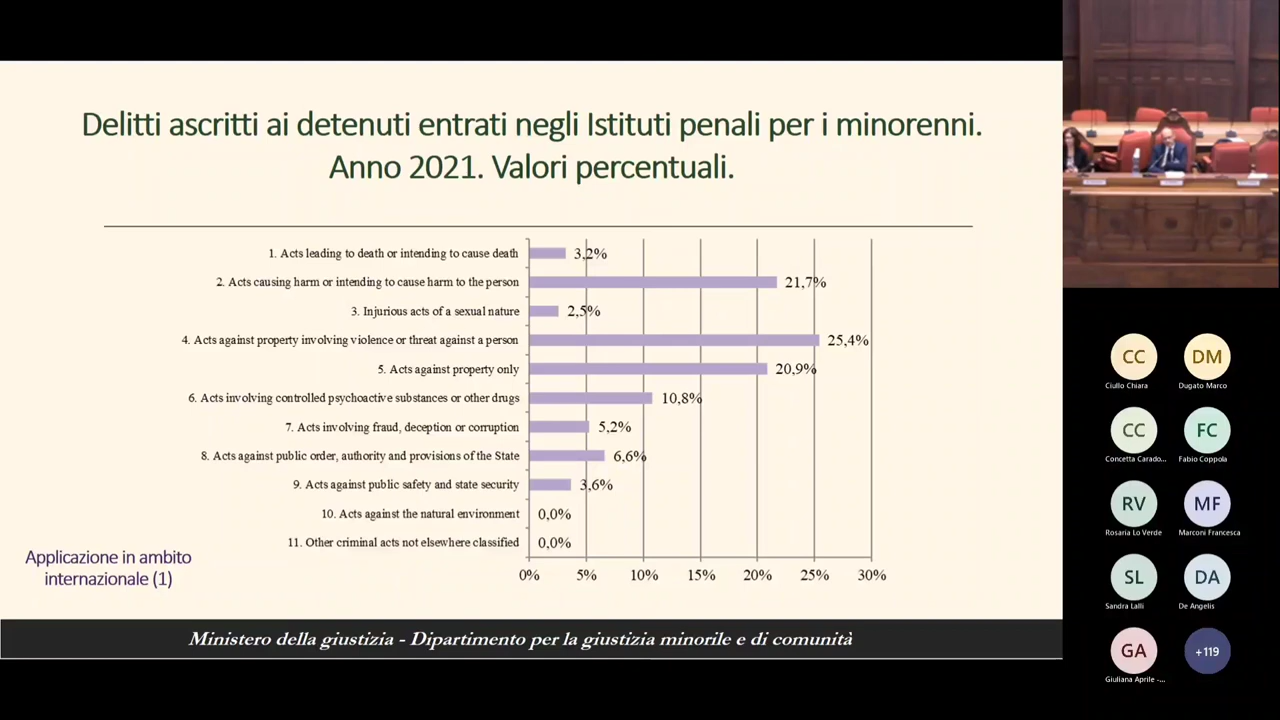 Delitti ascritti ai detenuti entrati negli Istituti penali per i minorenni.
Anno 2021. Valori percentuali.
1. Acts leading to death or intending to cause death 3,2%
2. Acts causing harm or intending to cause harm to the person 21,7%
3. Injurious acts of a sexual nature 2,5%
4. Acts against property involving violence or threat against a person 25,4%
5. Acts against property only 20,9%
6. Acts involving controlled psychoactive substances or other drugs 10,8%
7. Acts involving fraud, deception or corruption 5,2%
8. Acts against public order, authority and provisions of the State 6,6%
9. Acts against public safety and state security 3,6%
10. Acts against the natural environment 0,0%
11. Other criminal acts not elsewhere classified 0,0%
0% 5% 10% 15% 20% 25% 30%
Applicazione in ambito
internazionale (1)
Ministero della giustizia - Dipartimento per la giustizia minorile e di comunità
CC DM
Ciullo Chiara Dugato Marco
CC FC
Concetta Carado... Fabio Coppola
RV MF
Rosaria Lo Verde Marconi Francesca
SL DA
Sandra Lalli De Angelis
GA +119
Giuliana Aprile -...